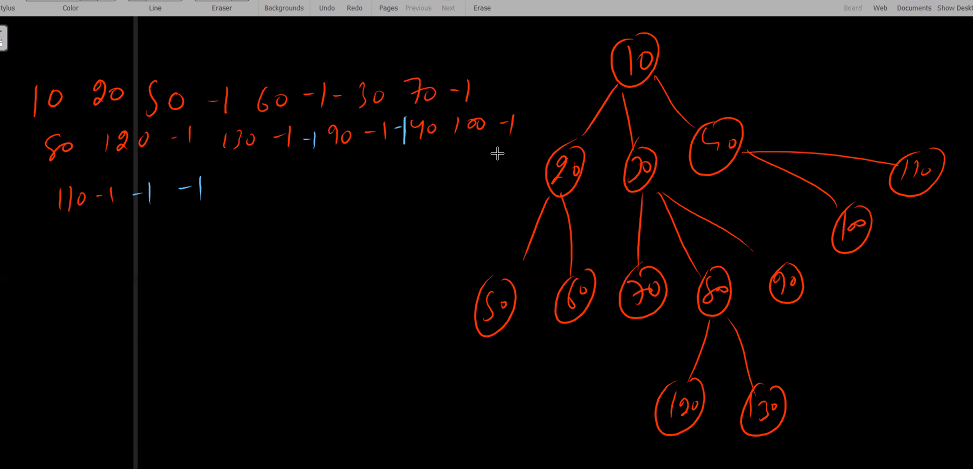 tylus Color Line Eraser Backgrounds Undo Redo Pages Previous Next Erase Board Web Documents Show Deskt
10 20 50 -1 60 -1 - 30 70 -1
80 120 -1 130 -1 -1 90 -1 -1 40 100 -1
110 -1 -1 -1
10
20 30 40 110
100
50 60 70 80 90
120 130